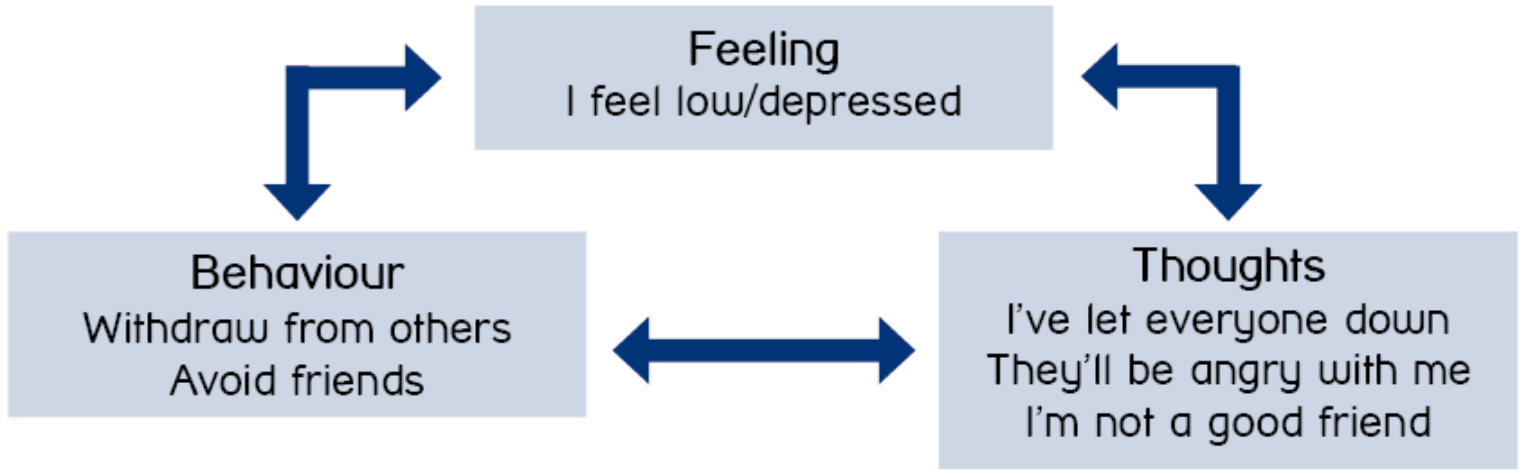 Feeling
I feel low/depressed
Behaviour
Withdraw from others
Avoid friends
Thoughts
I've let everyone down
They'll be angry with me
I'm not a good friend